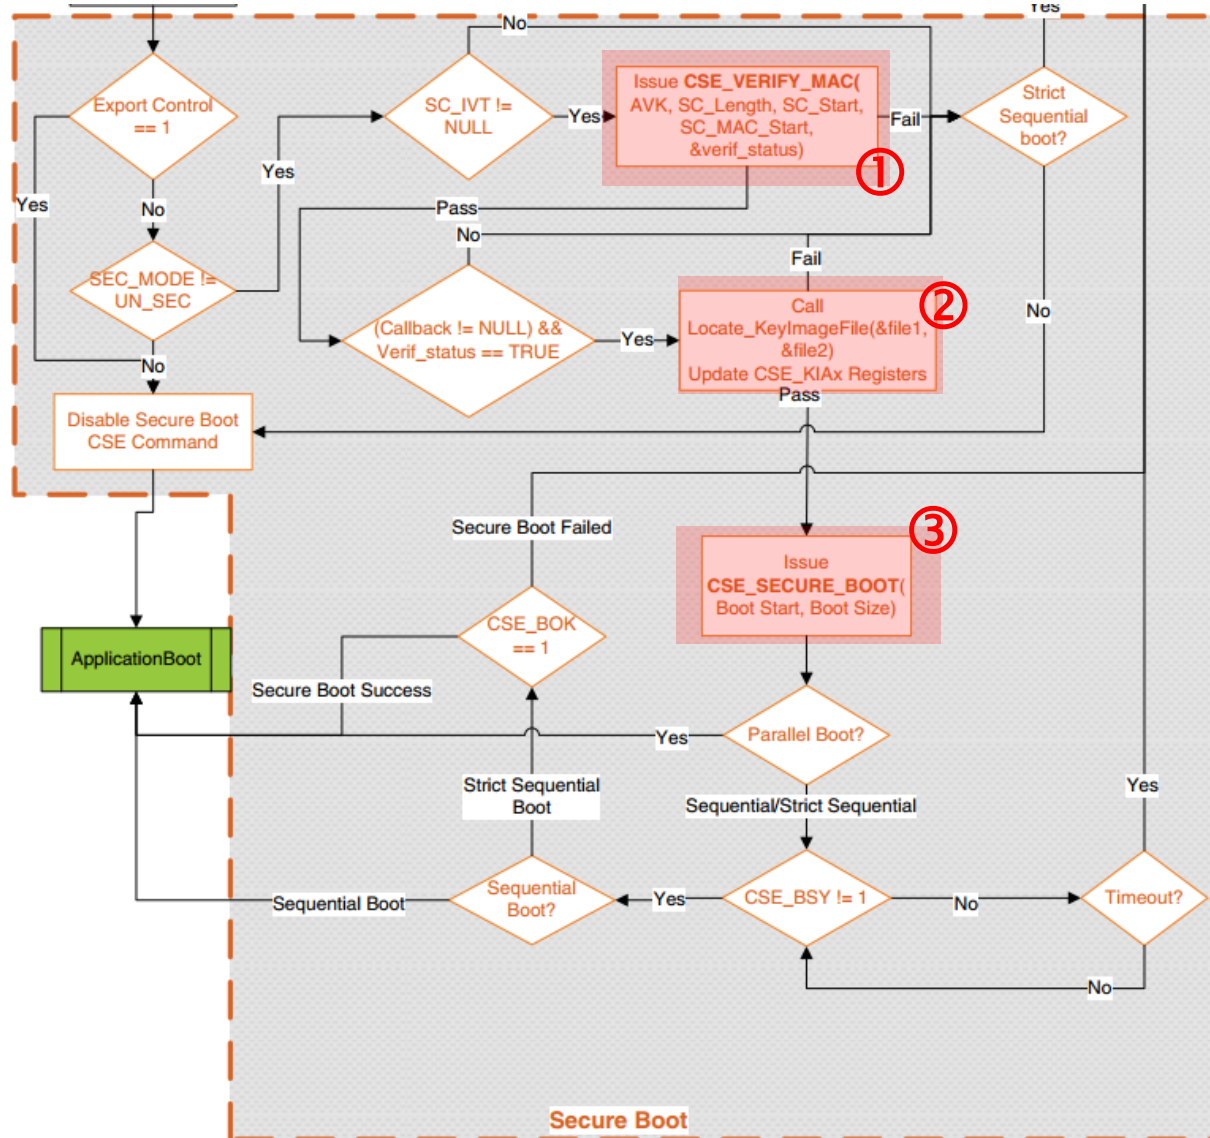 Yes
No
Export Control
== 1
SC_IVT !=
NULL
Yes
Issue CSE_VERIFY_MAC(
AVK, SC_Length, SC_Start,
SC_MAC_Start,
&verif_status)
①
Fail
Strict
Sequential
boot?
Yes
Yes
No
Pass
No
Fail
SEC_MODE !=
UN_SEC
(Callback != NULL) &&
Verif_status == TRUE
Yes
②
Call
Locate_KeyImageFile(&file1,
&file2)
Update CSE_KIAx Registers
No
No
Pass
Disable Secure Boot
CSE Command
Secure Boot Failed
③
Issue
CSE_SECURE_BOOT(
Boot Start, Boot Size)
CSE_BOK
== 1
ApplicationBoot
Secure Boot Success
Yes
Parallel Boot?
Strict Sequential
Boot
Sequential/Strict Sequential
Yes
Sequential Boot
Sequential
Boot?
Yes
CSE_BSY != 1
No
Timeout?
No
Secure Boot